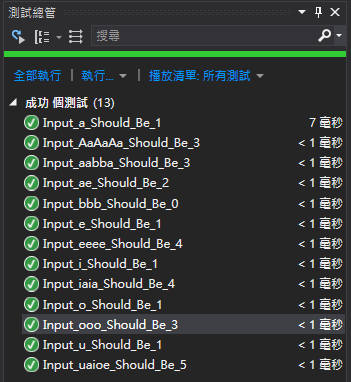 測試總管
搜尋
全部執行 執行... 播放清單: 所有測試
成功 個測試 (13)
Input_a_Should_Be_1 7 毫秒
Input_AaAaAa_Should_Be_3 < 1 毫秒
Input_aabba_Should_Be_3 < 1 毫秒
Input_ae_Should_Be_2 < 1 毫秒
Input_bbb_Should_Be_0 < 1 毫秒
Input_e_Should_Be_1 < 1 毫秒
Input_eeee_Should_Be_4 < 1 毫秒
Input_i_Should_Be_1 < 1 毫秒
Input_iaia_Should_Be_4 < 1 毫秒
Input_o_Should_Be_1 < 1 毫秒
Input_ooo_Should_Be_3 < 1 毫秒
Input_u_Should_Be_1 < 1 毫秒
Input_uaioe_Should_Be_5 < 1 毫秒